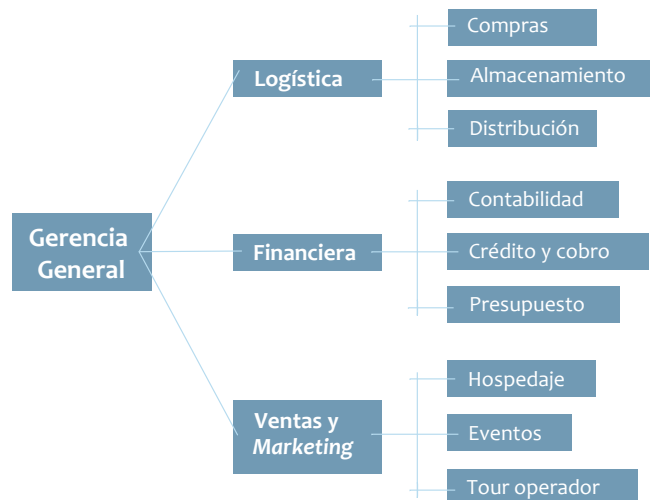 Compras
Logística
Almacenamiento
Distribución
Gerencia
General
Contabilidad
Financiera
Crédito y cobro
Presupuesto
Hospedaje
Ventas y
Marketing
Eventos
Tour operador